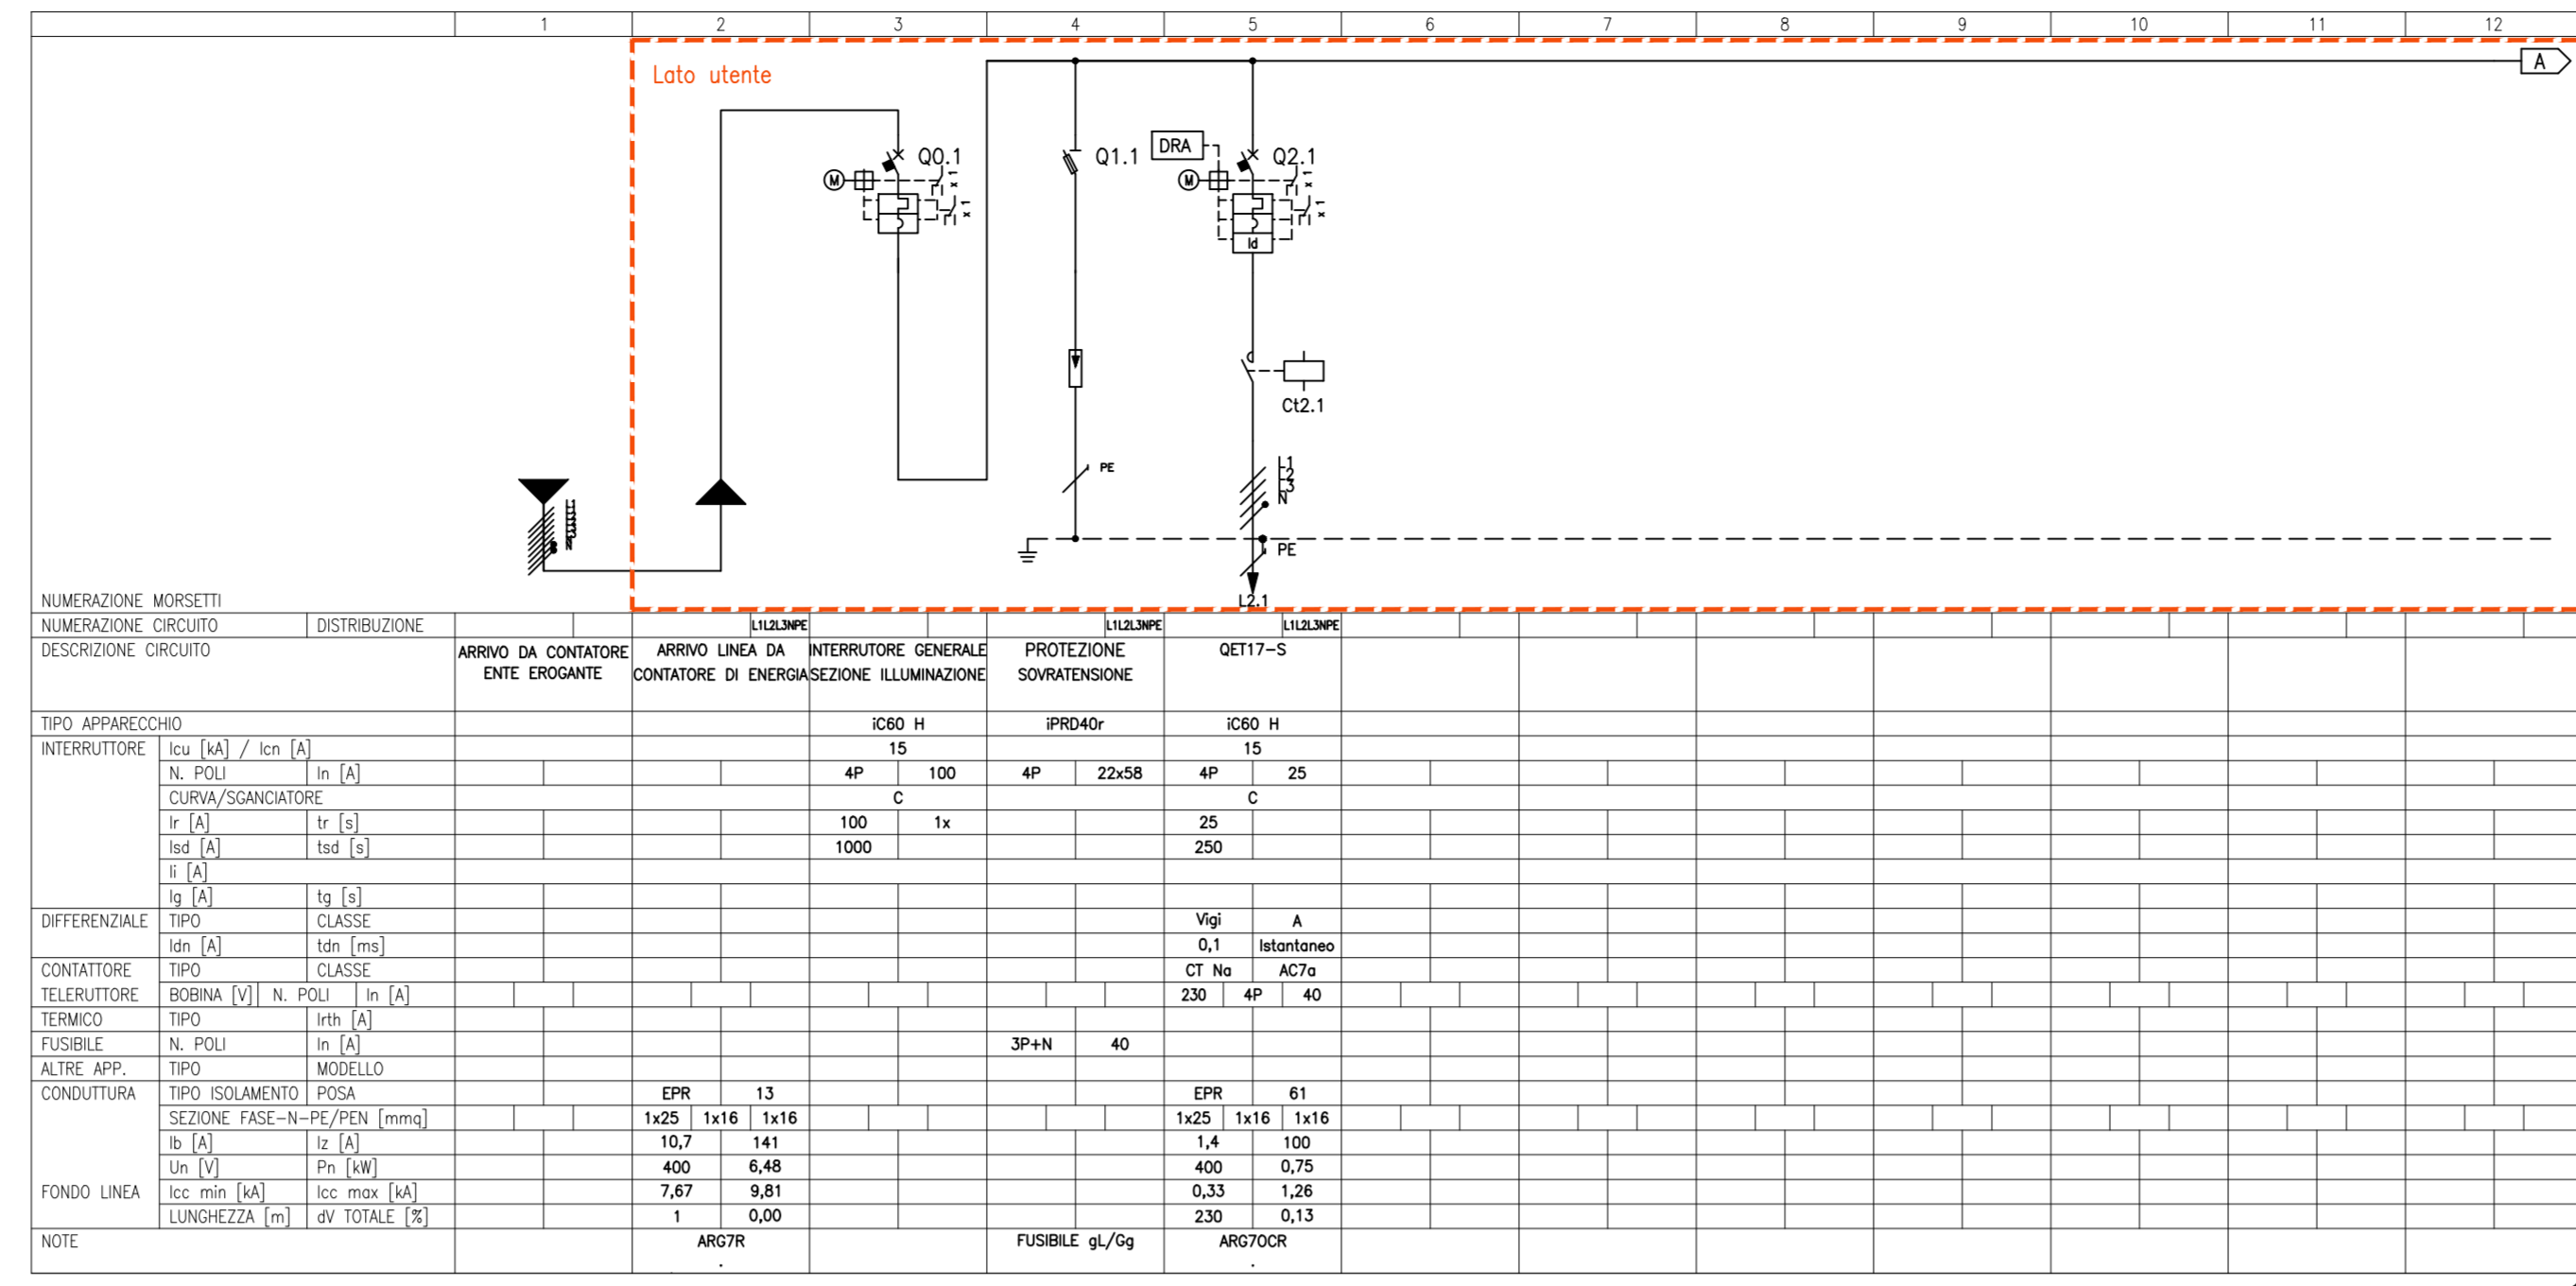 1 2 3 4 5 6 7 8 9 10 11 12
Lato utente
A
DRA
Q0.1
Q1.1
Q2.1
M
x 1
x 1
M
x 1
x 1
Id
Ct2.1
PE
L1
L2
L3
N
PE
L2.1
NUMERAZIONE MORSETTI
NUMERAZIONE CIRCUITO DISTRIBUZIONE L1L2L3NPE L1L2L3NPE L1L2L3NPE
DESCRIZIONE CIRCUITO ARRIVO DA CONTATORE ARRIVO LINEA DA INTERRUTORE GENERALE PROTEZIONE QET17-S
ENTE EROGANTE CONTATORE DI ENERGIA SEZIONE ILLUMINAZIONE SOVRATENSIONE
TIPO APPARECCHIO iC60 H iPRD40r iC60 H
INTERRUTTORE Icu [kA] / Icn [A] 15 15
N. POLI In [A] 4P 100 4P 22x58 4P 25
CURVA/SGANCIATORE C C
Ir [A] tr [s] 100 1x 25
Isd [A] tsd [s] 1000 250
Ii [A]
Ig [A] tg [s]
DIFFERENZIALE TIPO CLASSE Vigi A
Idn [A] tdn [ms] 0,1 Istantaneo
CONTATTORE TIPO CLASSE CT Na AC7a
TELERUTTORE BOBINA [V] N. POLI In [A] 230 4P 40
TERMICO TIPO Irth [A]
FUSIBILE N. POLI In [A] 3P+N 40
ALTRE APP. TIPO MODELLO
CONDUTTURA TIPO ISOLAMENTO POSA EPR 13 EPR 61
SEZIONE FASE-N-PE/PEN [mmq] 1x25 1x16 1x16 1x25 1x16 1x16
Ib [A] Iz [A] 10,7 141 1,4 100
Un [V] Pn [kW] 400 6,48 400 0,75
FONDO LINEA Icc min [kA] Icc max [kA] 7,67 9,81 0,33 1,26
LUNGHEZZA [m] dV TOTALE [%] 1 0,00 230 0,13
NOTE ARG7R FUSIBILE gL/Gg ARG7OCR
. .